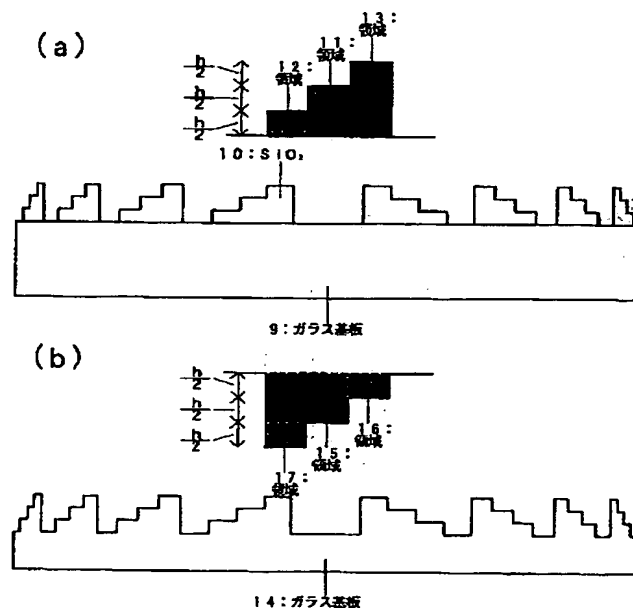 (a)
13:
領域
11:
領域
12:
領域
h/2
h/2
h/2
10:SiO₂
9:ガラス基板
(b)
h/2
h/2
h/2
16:
領域
15:
領域
17:
領域
14:ガラス基板